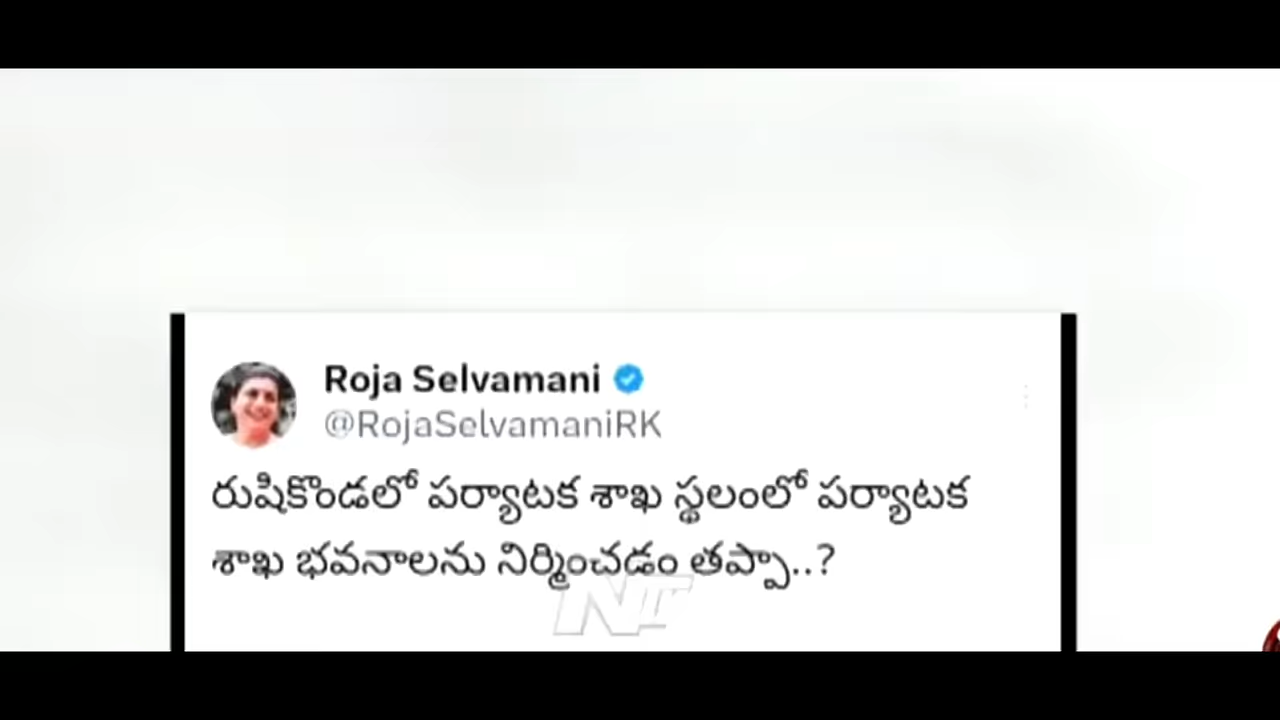 Roja Selvamani
@RojaSelvamaniRK
రుషికొండలో పర్యాటక శాఖ స్థలంలో పర్యాటక
శాఖ భవనాలను నిర్మించడం తప్పా..?